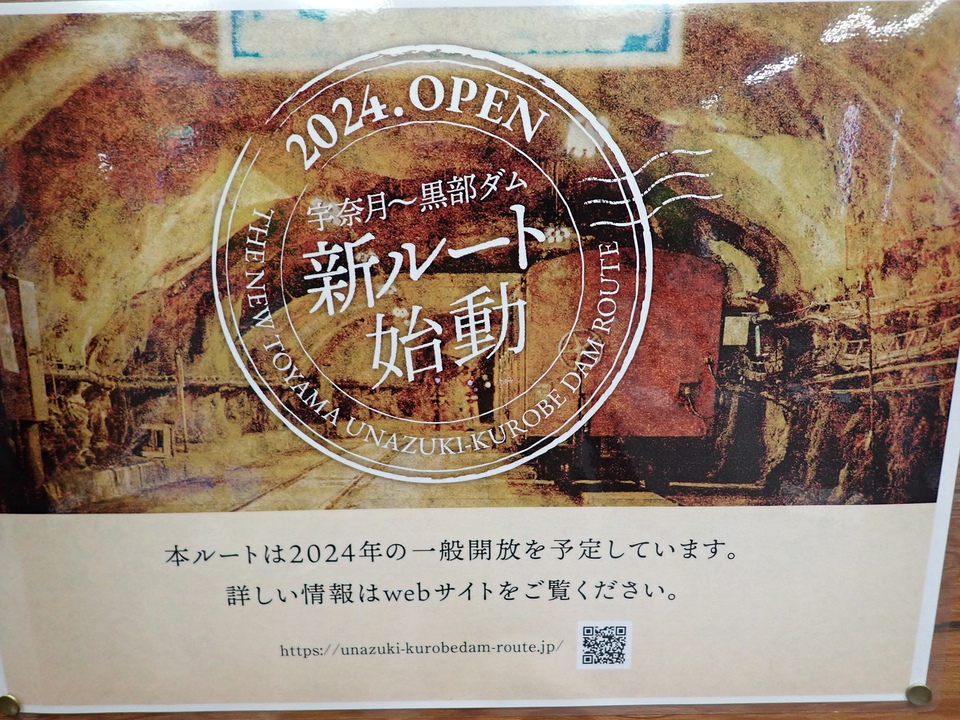 2024. OPEN
宇奈月～黒部ダム
新ルート
始動
THE NEW TOYAMA UNAZUKI-KUROBE DAM ROUTE
本ルートは2024年の一般開放を予定しています。
詳しい情報はwebサイトをご覧ください。
https://unazuki-kurobedam-route.jp/